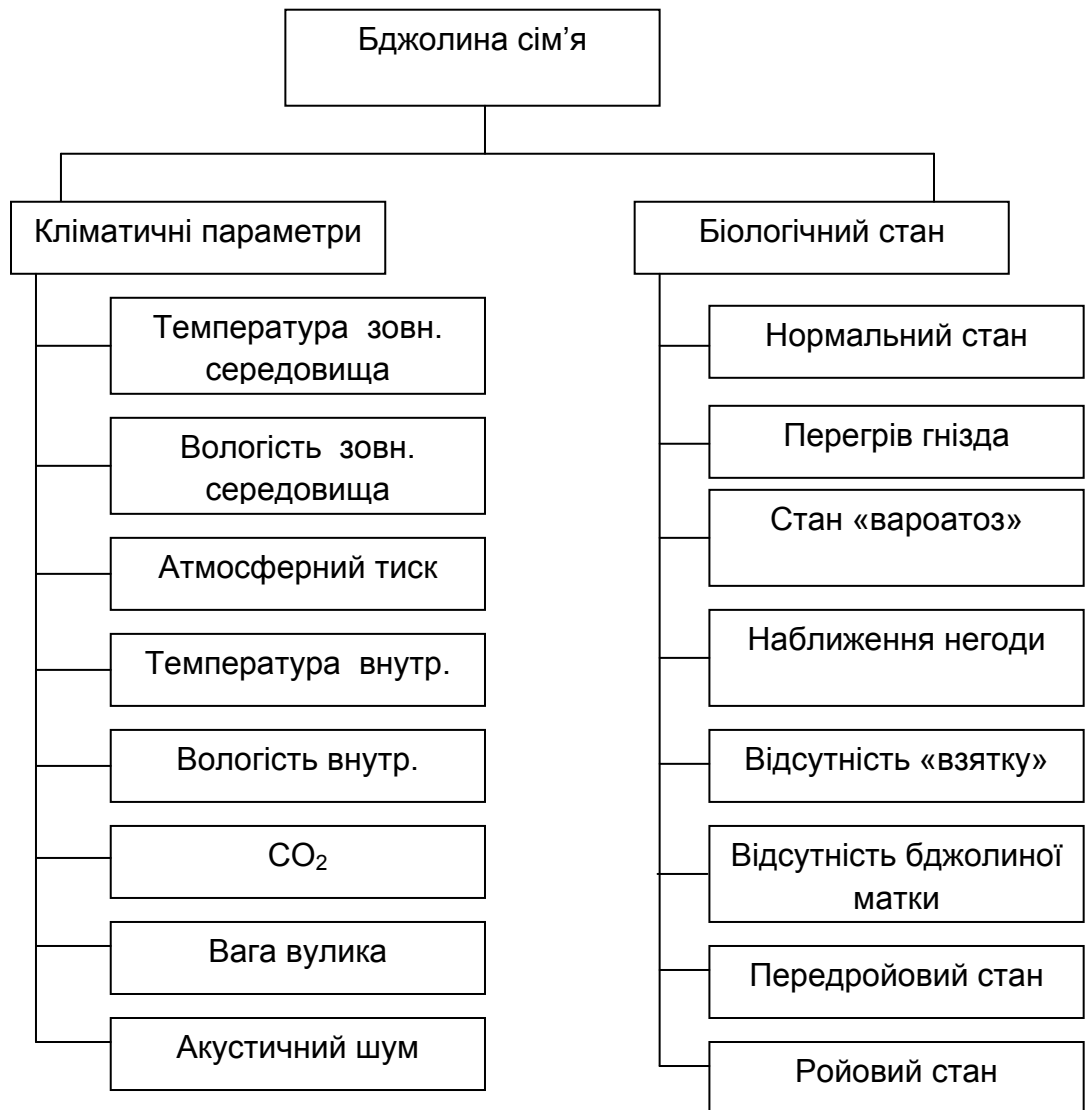 Бджолина сім’я
Кліматичні параметри
Температура зовн.
середовища
Вологість зовн.
середовища
Атмосферний тиск
Температура внутр.
Вологість внутр.
CO₂
Вага вулика
Акустичний шум
Біологічний стан
Нормальний стан
Перегрів гнізда
Стан «вароатоз»
Наближення негоди
Відсутність «взятку»
Відсутність бджолиної
матки
Передройовий стан
Ройовий стан